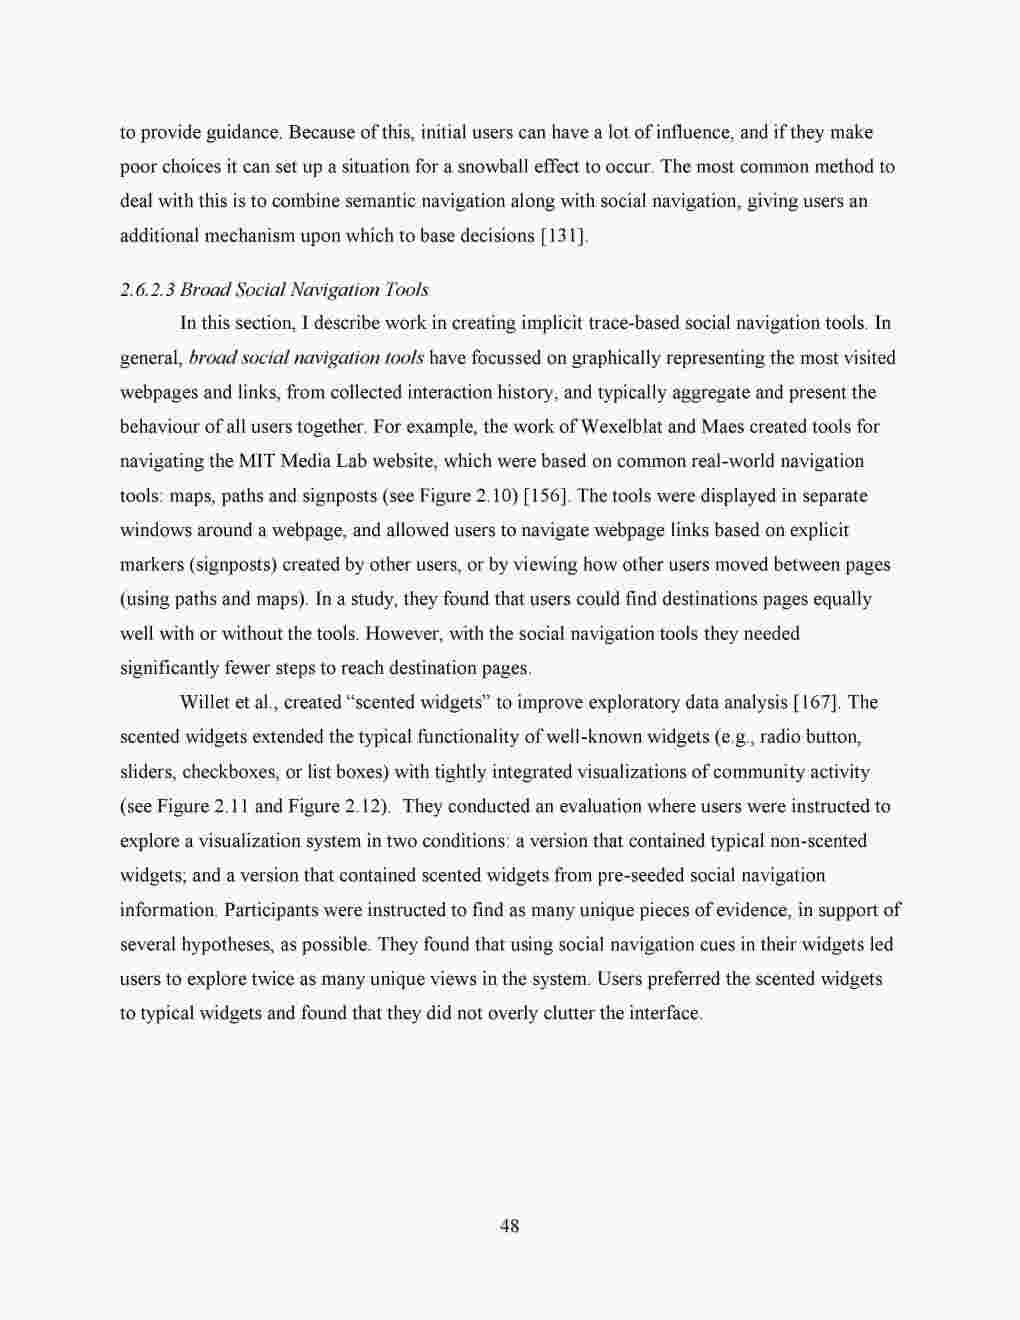 to provide guidance. Because of this, initial users can have a lot of influence, and if they make
poor choices it can set up a situation for a snowball effect to occur. The most common method to
deal with this is to combine semantic navigation along with social navigation, giving users an
additional mechanism upon which to base decisions [131].
2.6.2.3 Broad Social Navigation Tools
In this section, I describe work in creating implicit trace-based social navigation tools. In
general, broad social navigation tools have focussed on graphically representing the most visited
webpages and links, from collected interaction history, and typically aggregate and present the
behaviour of all users together. For example, the work of Wexelblat and Maes created tools for
navigating the MIT Media Lab website, which were based on common real-world navigation
tools: maps, paths and signposts (see Figure 2.10) [156]. The tools were displayed in separate
windows around a webpage, and allowed users to navigate webpage links based on explicit
markers (signposts) created by other users, or by viewing how other users moved between pages
(using paths and maps). In a study, they found that users could find destinations pages equally
well with or without the tools. However, with the social navigation tools they needed
significantly fewer steps to reach destination pages.
Willet et al., created “scented widgets” to improve exploratory data analysis [167]. The
scented widgets extended the typical functionality of well-known widgets (e.g., radio button,
sliders, checkboxes, or list boxes) with tightly integrated visualizations of community activity
(see Figure 2.11 and Figure 2.12).  They conducted an evaluation where users were instructed to
explore a visualization system in two conditions: a version that contained typical non-scented
widgets; and a version that contained scented widgets from pre-seeded social navigation
information. Participants were instructed to find as many unique pieces of evidence, in support of
several hypotheses, as possible. They found that using social navigation cues in their widgets led
users to explore twice as many unique views in the system. Users preferred the scented widgets
to typical widgets and found that they did not overly clutter the interface.
48